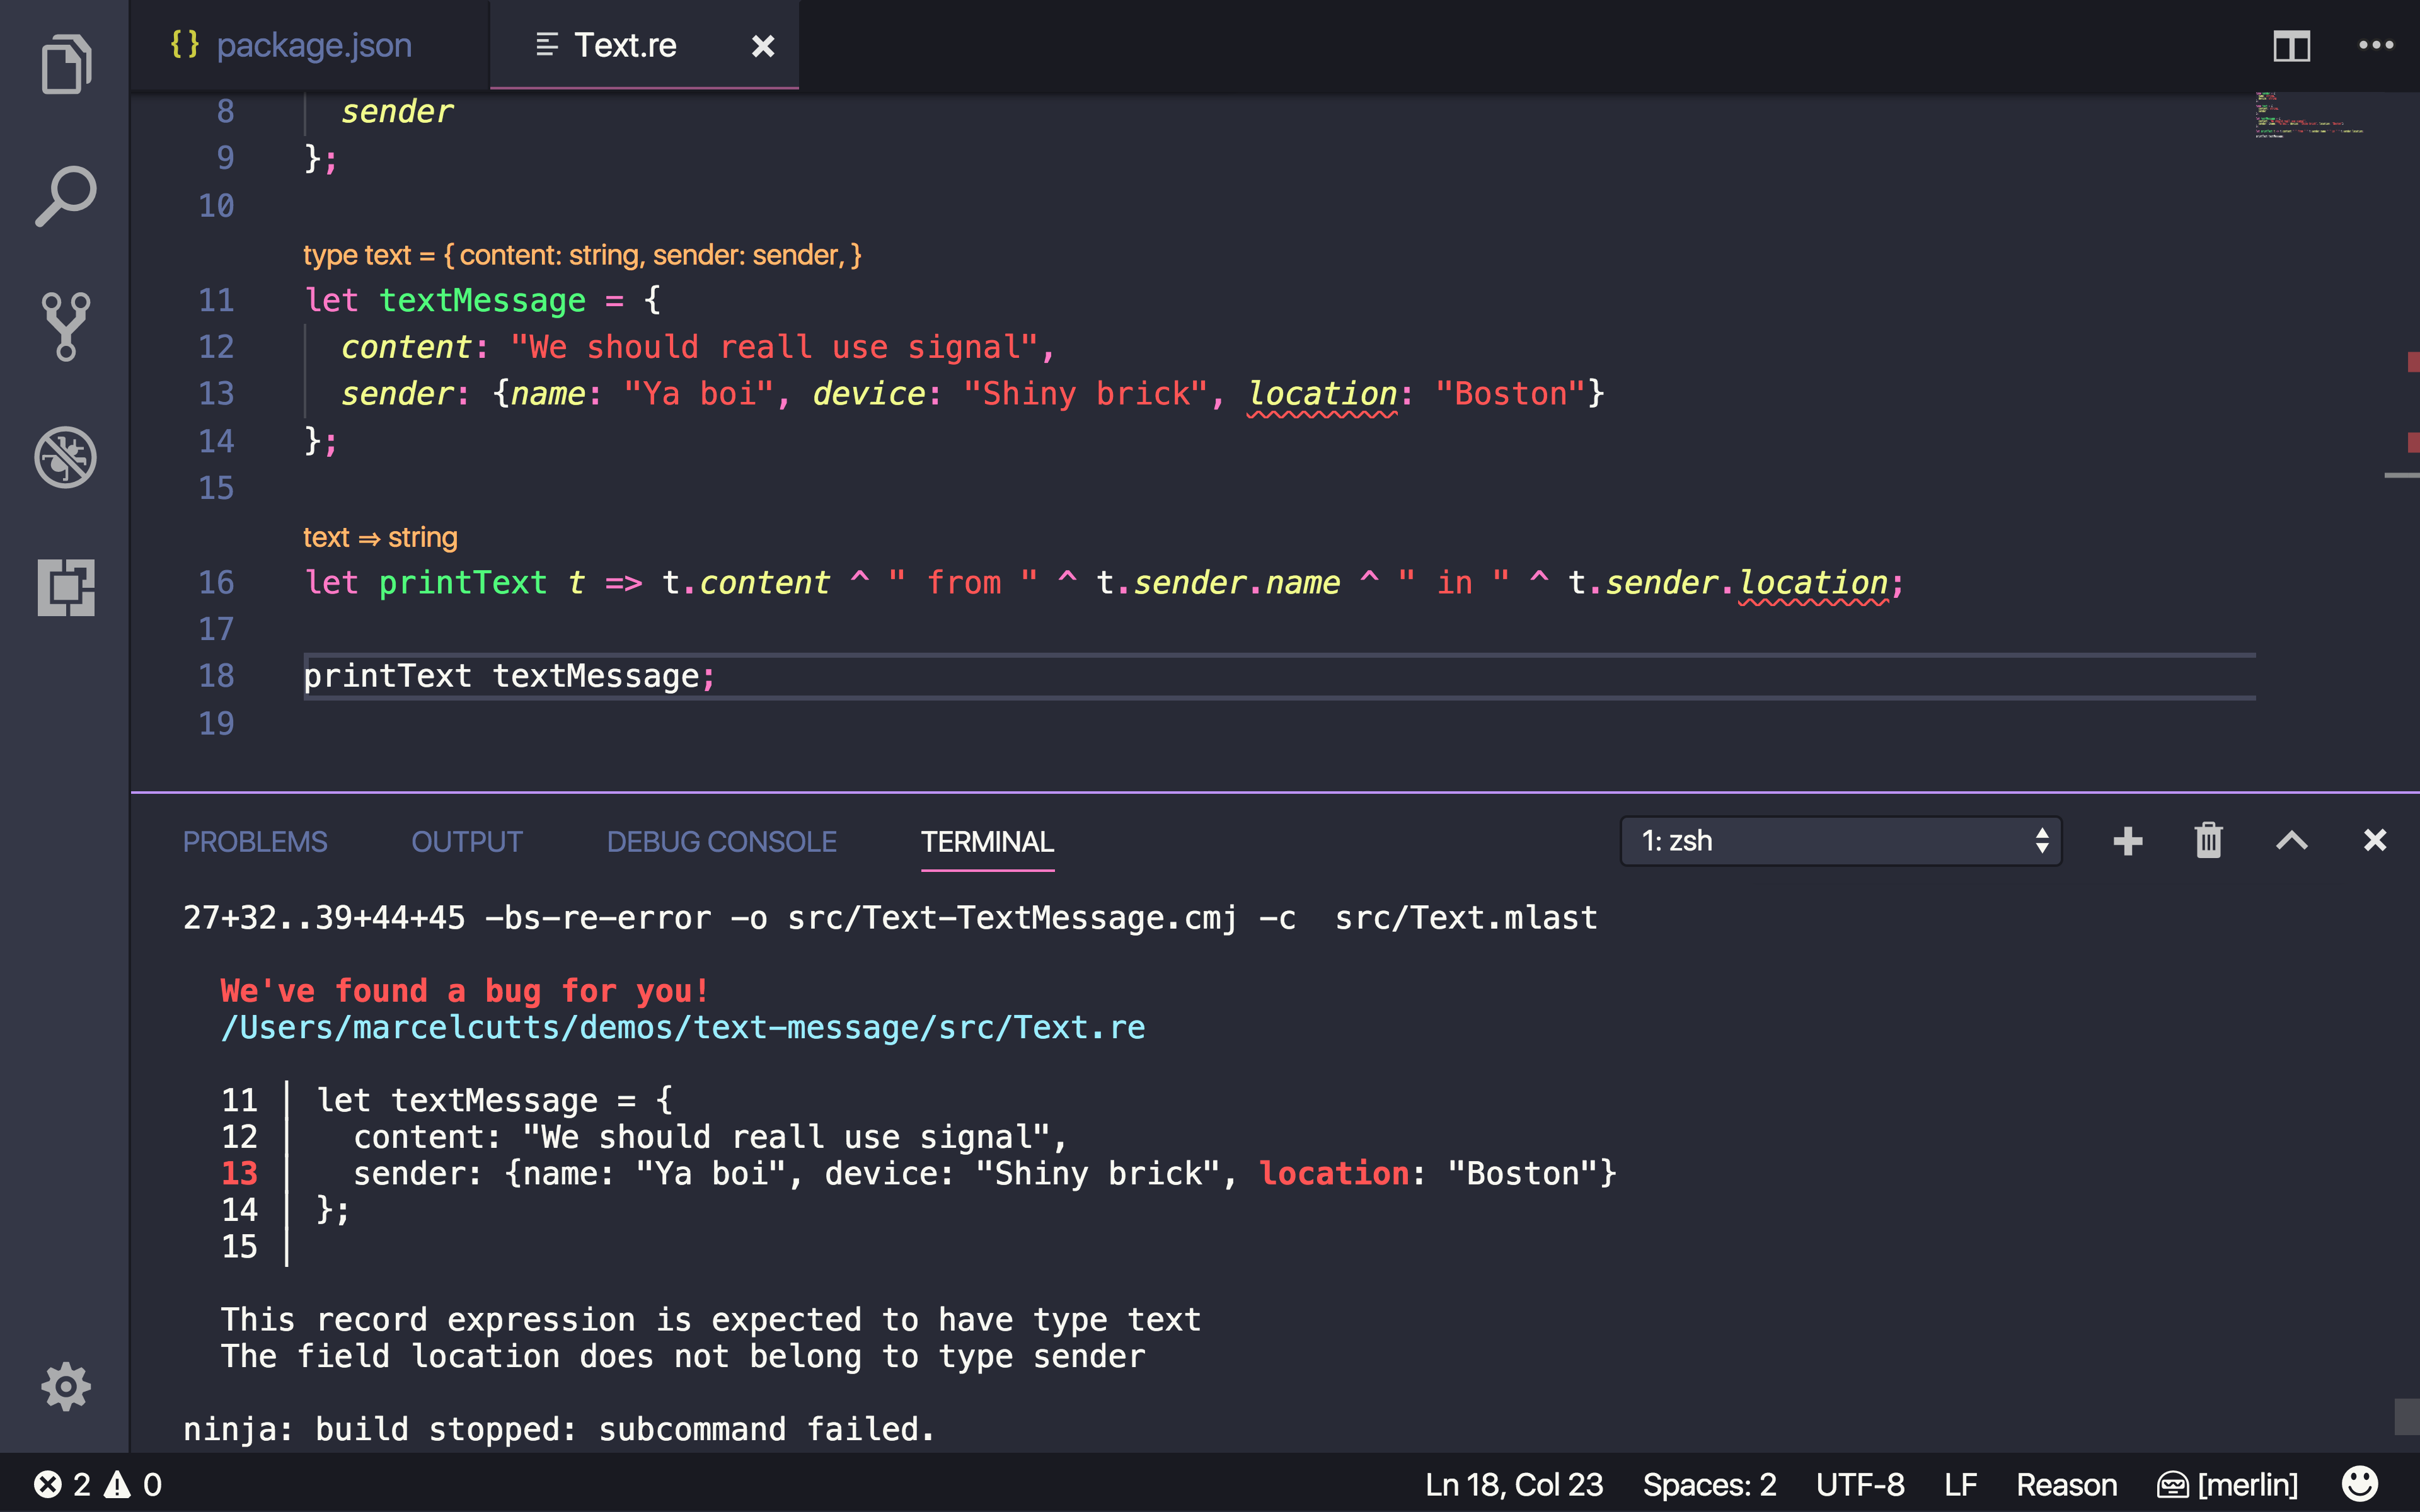 {} package.json Text.re
8 sender
9 };
10
type text = { content: string, sender: sender, }
11 let textMessage = {
12 content: "We should reall use signal",
13 sender: {name: "Ya boi", device: "Shiny brick", location: "Boston"}
14 };
15
text => string
16 let printText t => t.content ^ " from " ^ t.sender.name ^ " in " ^ t.sender.location;
17
18 printText textMessage;
19
PROBLEMS OUTPUT DEBUG CONSOLE TERMINAL 1: zsh
27+32..39+44+45 -bs-re-error -o src/Text-TextMessage.cmj -c  src/Text.mlast
We've found a bug for you!
/Users/marcelcutts/demos/text-message/src/Text.re
11 │ let textMessage = {
12 │ content: "We should reall use signal",
13 │ sender: {name: "Ya boi", device: "Shiny brick", location: "Boston"}
14 │ };
15 │
This record expression is expected to have type text
The field location does not belong to type sender
ninja: build stopped: subcommand failed.
2 0 Ln 18, Col 23 Spaces: 2 UTF-8 LF Reason [merlin]